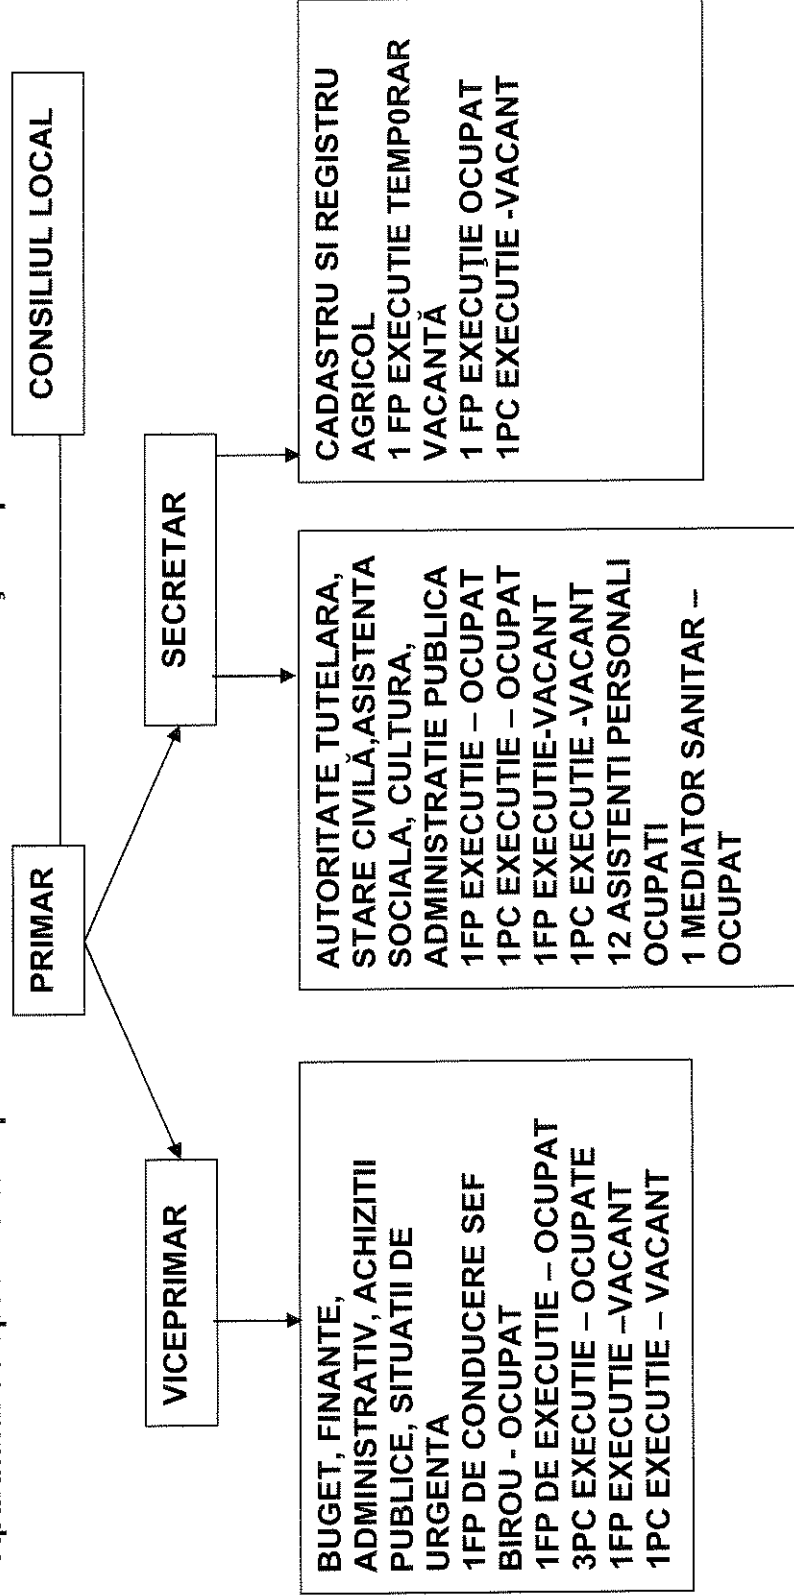 PRIMAR
CONSILIUL LOCAL
VICEPRIMAR
SECRETAR
BUGET, FINANTE,
ADMINISTRATIV, ACHIZITII
PUBLICE, SITUATII DE
URGENTA
1FP DE CONDUCERE SEF
BIROU - OCUPAT
1FP DE EXECUTIE – OCUPAT
3PC EXECUTIE – OCUPATE
1FP EXECUTIE –VACANT
1PC EXECUTIE – VACANT
AUTORITATE TUTELARA,
STARE CIVILĂ,ASISTENTA
SOCIALA, CULTURA,
ADMINISTRATIE PUBLICA
1FP EXECUTIE – OCUPAT
1PC EXECUTIE – OCUPAT
1FP EXECUTIE-VACANT
1PC EXECUTIE -VACANT
12 ASISTENTI PERSONALI
OCUPATI
1 MEDIATOR SANITAR –
OCUPAT
CADASTRU SI REGISTRU
AGRICOL
1 FP EXECUTIE TEMP0RAR
VACANTĂ
1 FP EXECUŢIE OCUPAT
1PC EXECUTIE -VACANT